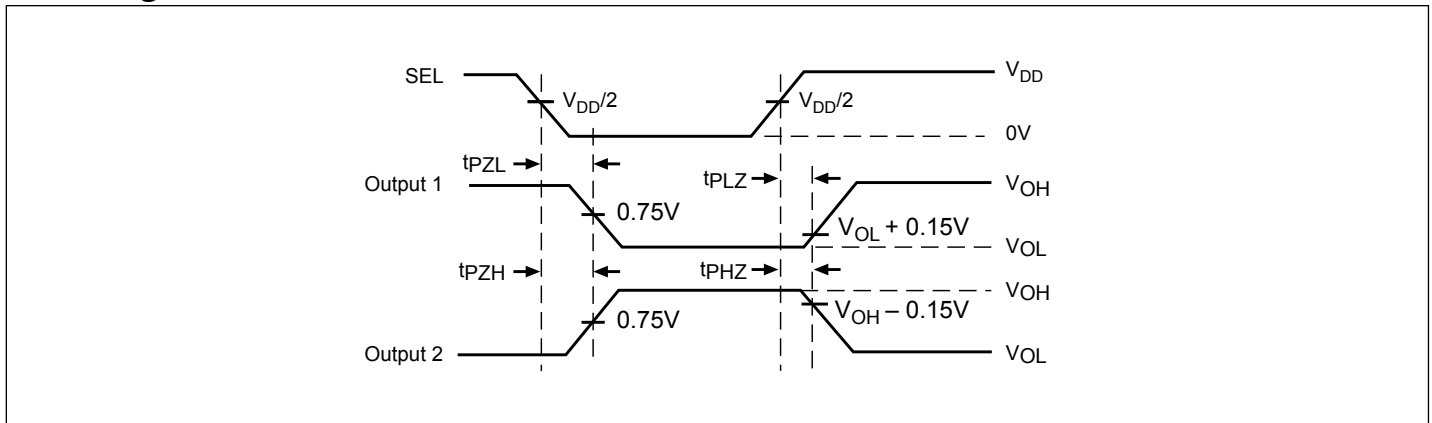 SEL
V_DD/2
V_DD/2
V_DD
0V
tPZL
tPLZ
Output 1
0.75V
V_OL + 0.15V
V_OH
V_OL
tPZH
tPHZ
V_OH
0.75V
V_OH – 0.15V
Output 2
V_OL